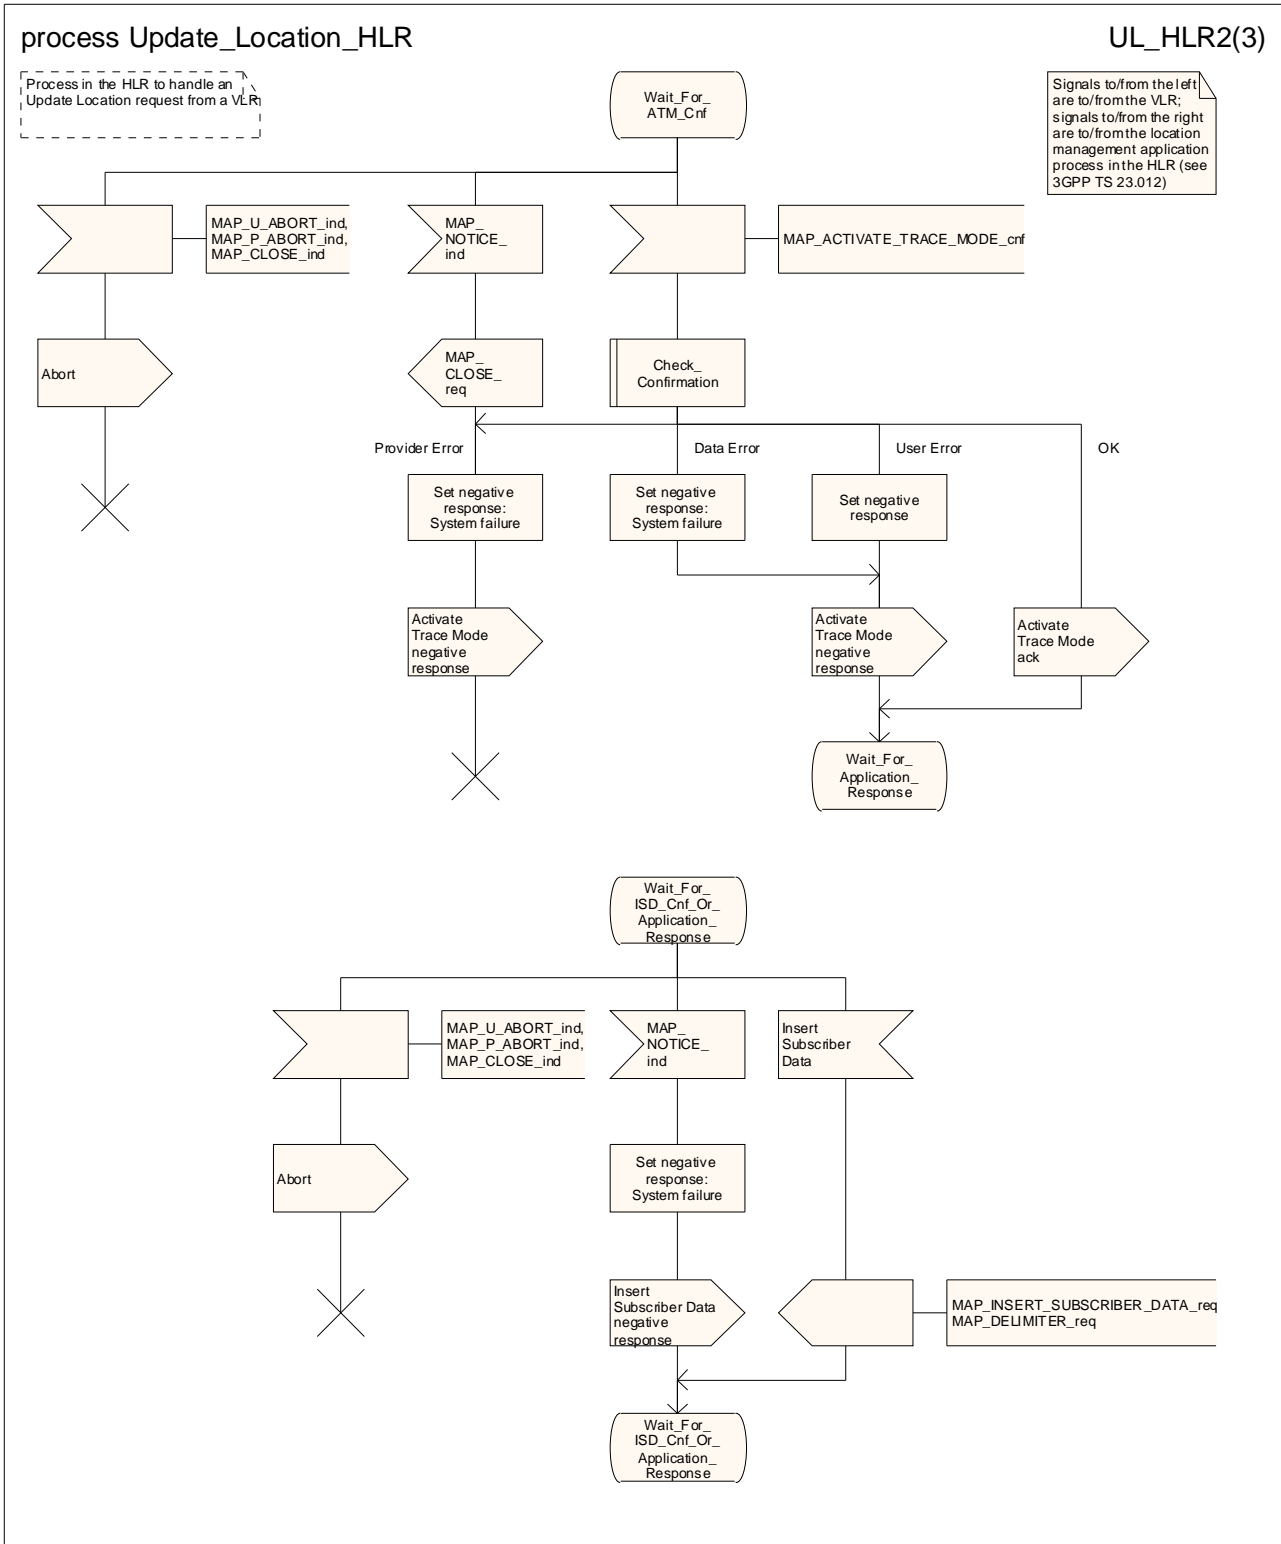 process Update_Location_HLR
UL_HLR2(3)
Process in the HLR to handle an
Update Location request from a VLR
Wait_For_
ATM_Cnf
Signals to/from the left
are to/from the VLR;
signals to/from the right
are to/from the location
management application
process in the HLR (see
3GPP TS 23.012)
MAP_U_ABORT_ind,
MAP_P_ABORT_ind,
MAP_CLOSE_ind
MAP_
NOTICE_
ind
MAP_ACTIVATE_TRACE_MODE_cnf
Abort
MAP_
CLOSE_
req
Check_
Confirmation
Provider Error
Data Error
User Error
OK
Set negative
response:
System failure
Set negative
response:
System failure
Set negative
response
Activate
Trace Mode
negative
response
Activate
Trace Mode
negative
response
Activate
Trace Mode
ack
Wait_For_
Application_
Response
Wait_For_
ISD_Cnf_Or_
Application_
Response
MAP_U_ABORT_ind,
MAP_P_ABORT_ind,
MAP_CLOSE_ind
MAP_
NOTICE_
ind
Insert
Subscriber
Data
Abort
Set negative
response:
System failure
Insert
Subscriber Data
negative
response
MAP_INSERT_SUBSCRIBER_DATA_req
MAP_DELIMITER_req
Wait_For_
ISD_Cnf_Or_
Application_
Response